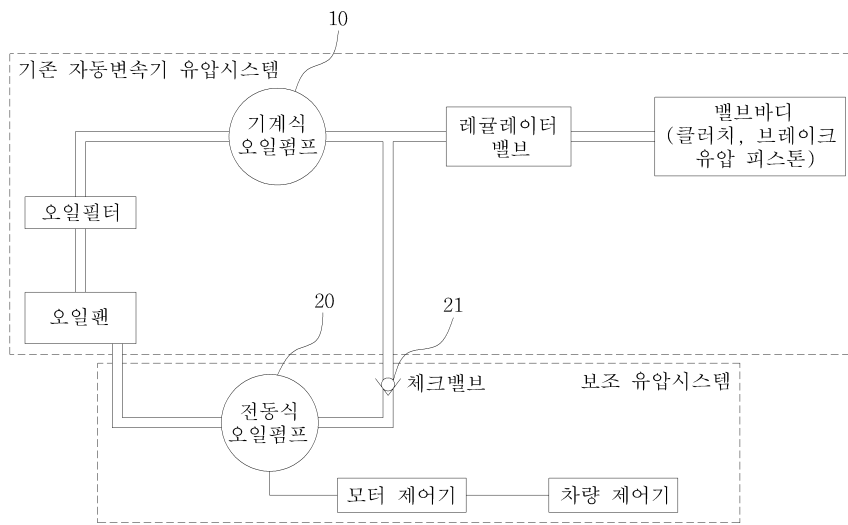 10
기존 자동변속기 유압시스템
기계식
오일펌프
레귤레이터
밸브
밸브바디
(클러치, 브레이크
유압 피스톤)
오일필터
오일팬
20
21
체크밸브
보조 유압시스템
전동식
오일펌프
모터 제어기
차량 제어기